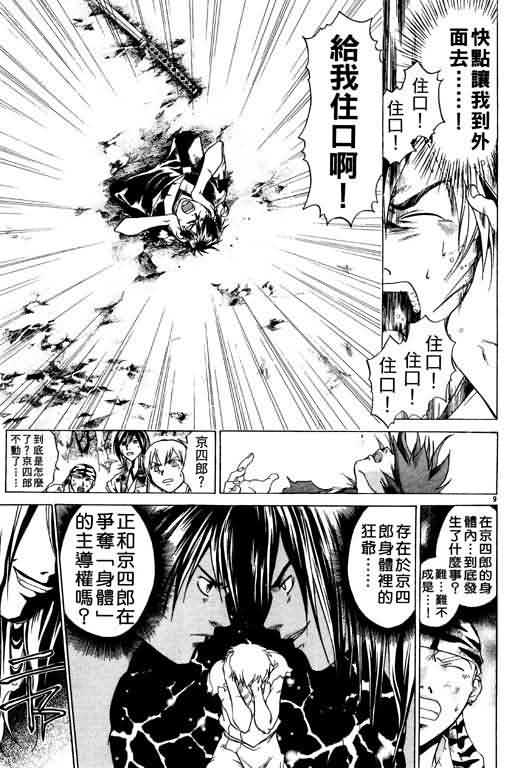 快點讓我到外
面去……！
住口！
住口！
給我住口啊！
住口！
住口！
住口！
京四郎？
到底是怎麼
了？京四郎
不動了……
9
在京四郎的身
體內…到底發
生了什麼事？
難…難不
成是…！
存在於京四
郎身體裡的
狂爺……
正和京四郎在
爭奪「身體」
的主導權嗎？